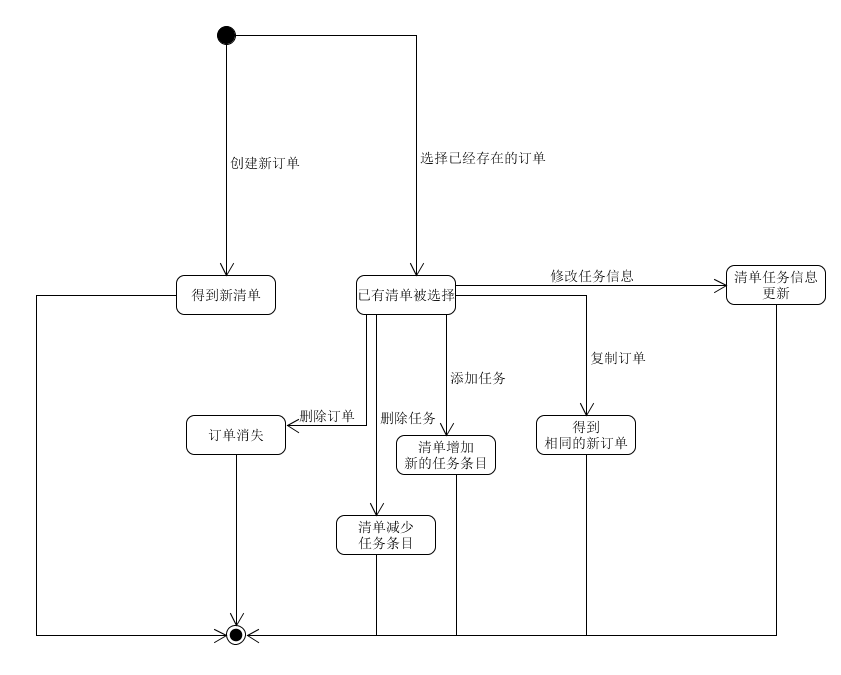 选择已经存在的订单
创建新订单
修改任务信息
清单任务信息
更新
得到新清单
已有清单被选择
复制订单
添加任务
删除订单
删除任务
得到
相同的新订单
订单消失
清单增加
新的任务条目
清单减少
任务条目